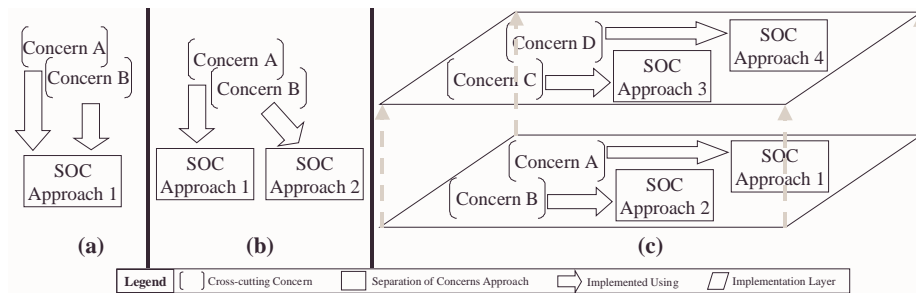 Concern A
Concern B
SOC
Approach 1
(a)
Concern A
Concern B
SOC
Approach 1
SOC
Approach 2
(b)
Concern D
SOC
Approach 4
Concern C
SOC
Approach 3
Concern A
SOC
Approach 1
Concern B
SOC
Approach 2
(c)
Legend
Cross-cutting Concern
Separation of Concerns Approach
Implemented Using
Implementation Layer